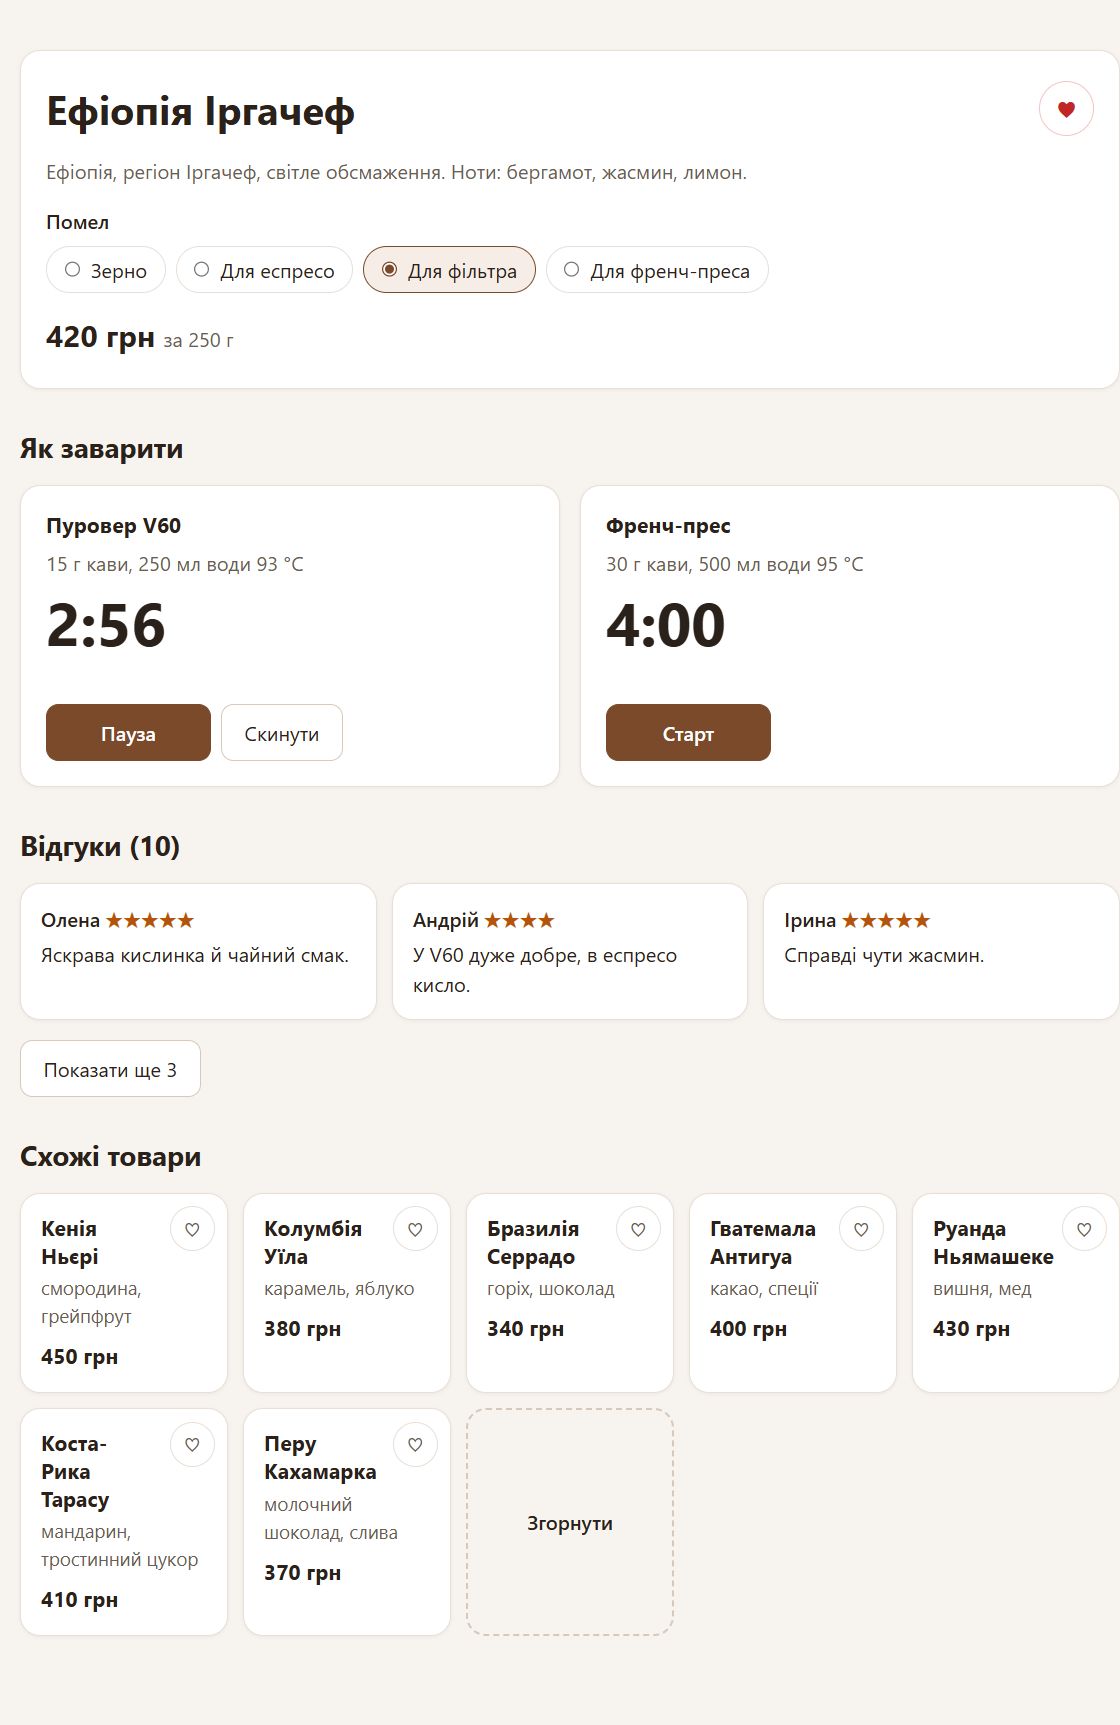 Ефіопія Іргачеф
Ефіопія, регіон Іргачеф, світле обсмаження. Ноти: бергамот, жасмин, лимон.
Помел
Зерно
Для еспресо
Для фільтра
Для френч-преса
420 грн за 250 г
Як заварити
Пуровер V60
15 г кави, 250 мл води 93 °C
2:56
Пауза
Скинути
Френч-прес
30 г кави, 500 мл води 95 °C
4:00
Старт
Відгуки (10)
Олена ★★★★★
Яскрава кислинка й чайний смак.
Андрій ★★★★
У V60 дуже добре, в еспресо
кисло.
Ірина ★★★★★
Справді чути жасмин.
Показати ще 3
Схожі товари
Кенія
Ньєрі
смородина,
грейпфрут
450 грн
Колумбія
Уїла
карамель, яблуко
380 грн
Бразилія
Серрадо
горіх, шоколад
340 грн
Гватемала
Антигуа
какао, спеції
400 грн
Руанда
Ньямашеке
вишня, мед
430 грн
Коста-
Рика
Тарасу
мандарин,
тростинний цукор
410 грн
Перу
Кахамарка
молочний
шоколад, слива
370 грн
Згорнути